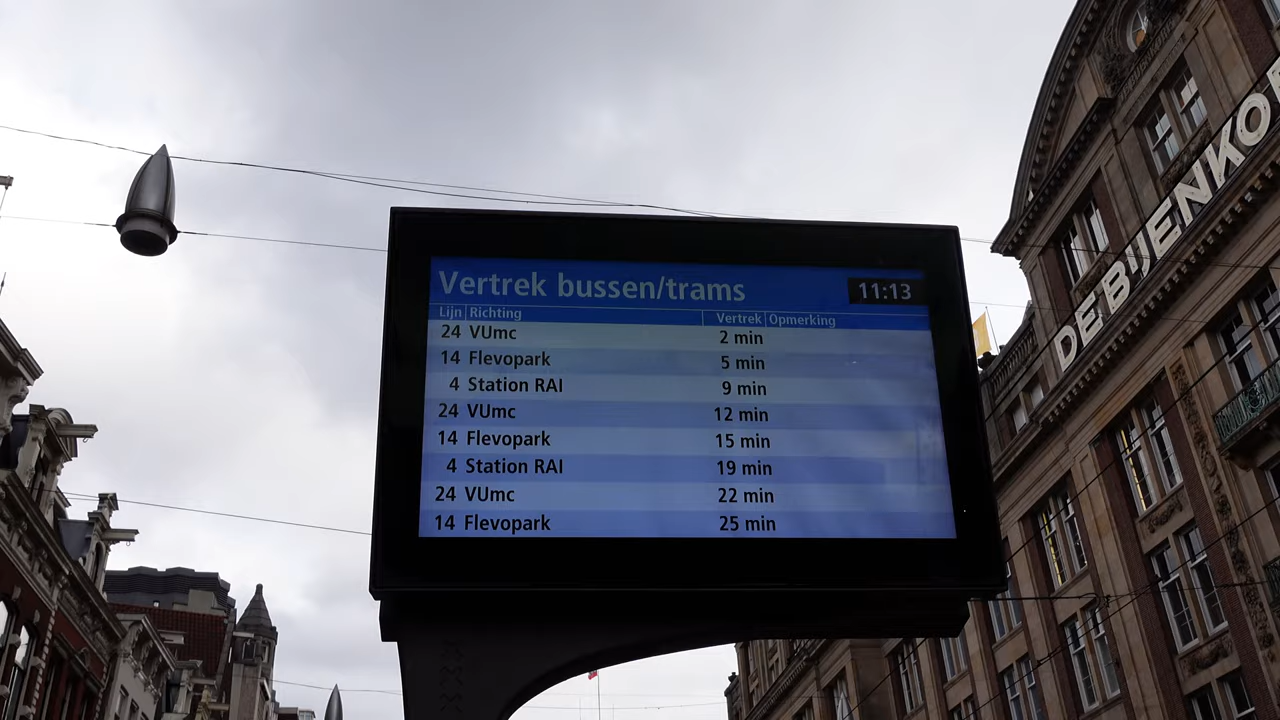 Vertrek bussen/trams 11:13
Lijn Richting Vertrek Opmerking
24 VUmc 2 min
14 Flevopark 5 min
4 Station RAI 9 min
24 VUmc 12 min
14 Flevopark 15 min
4 Station RAI 19 min
24 VUmc 22 min
14 Flevopark 25 min
DE BIJENKO